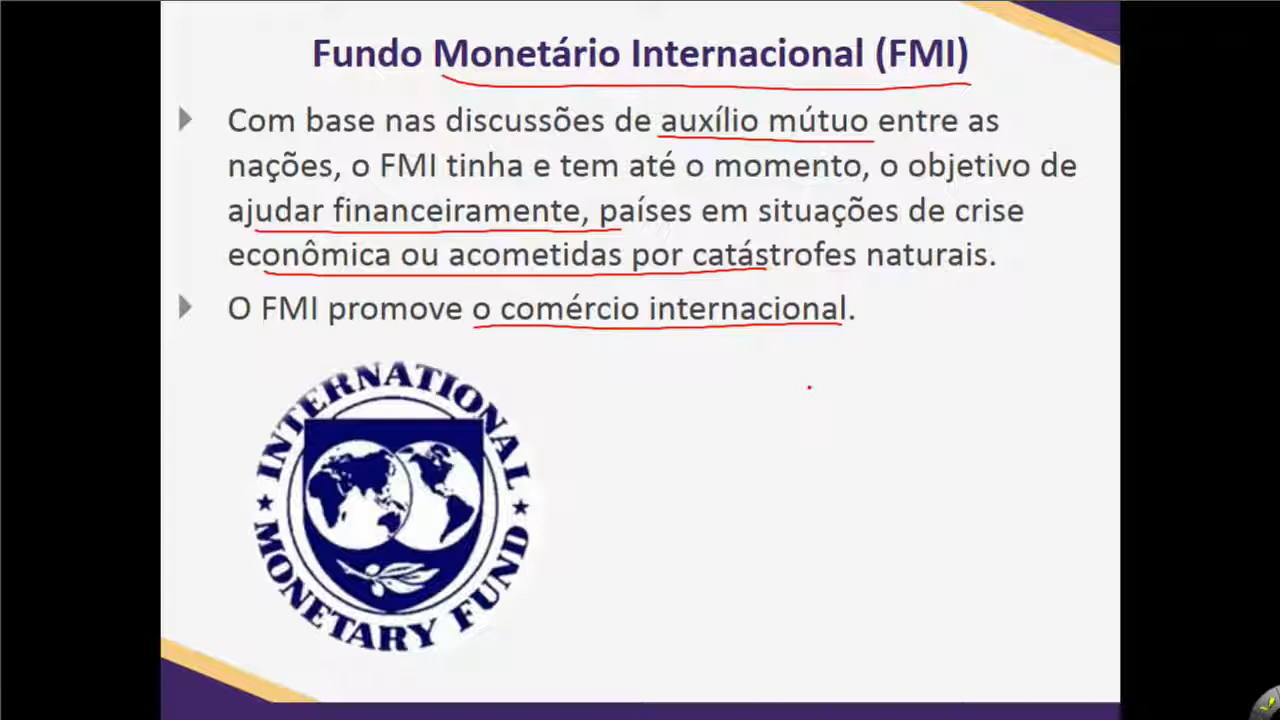 Fundo Monetário Internacional (FMI)
Com base nas discussões de auxílio mútuo entre as
nações, o FMI tinha e tem até o momento, o objetivo de
ajudar financeiramente, países em situações de crise
econômica ou acometidas por catástrofes naturais.
O FMI promove o comércio internacional.
INTERNATIONAL
MONETARY FUND